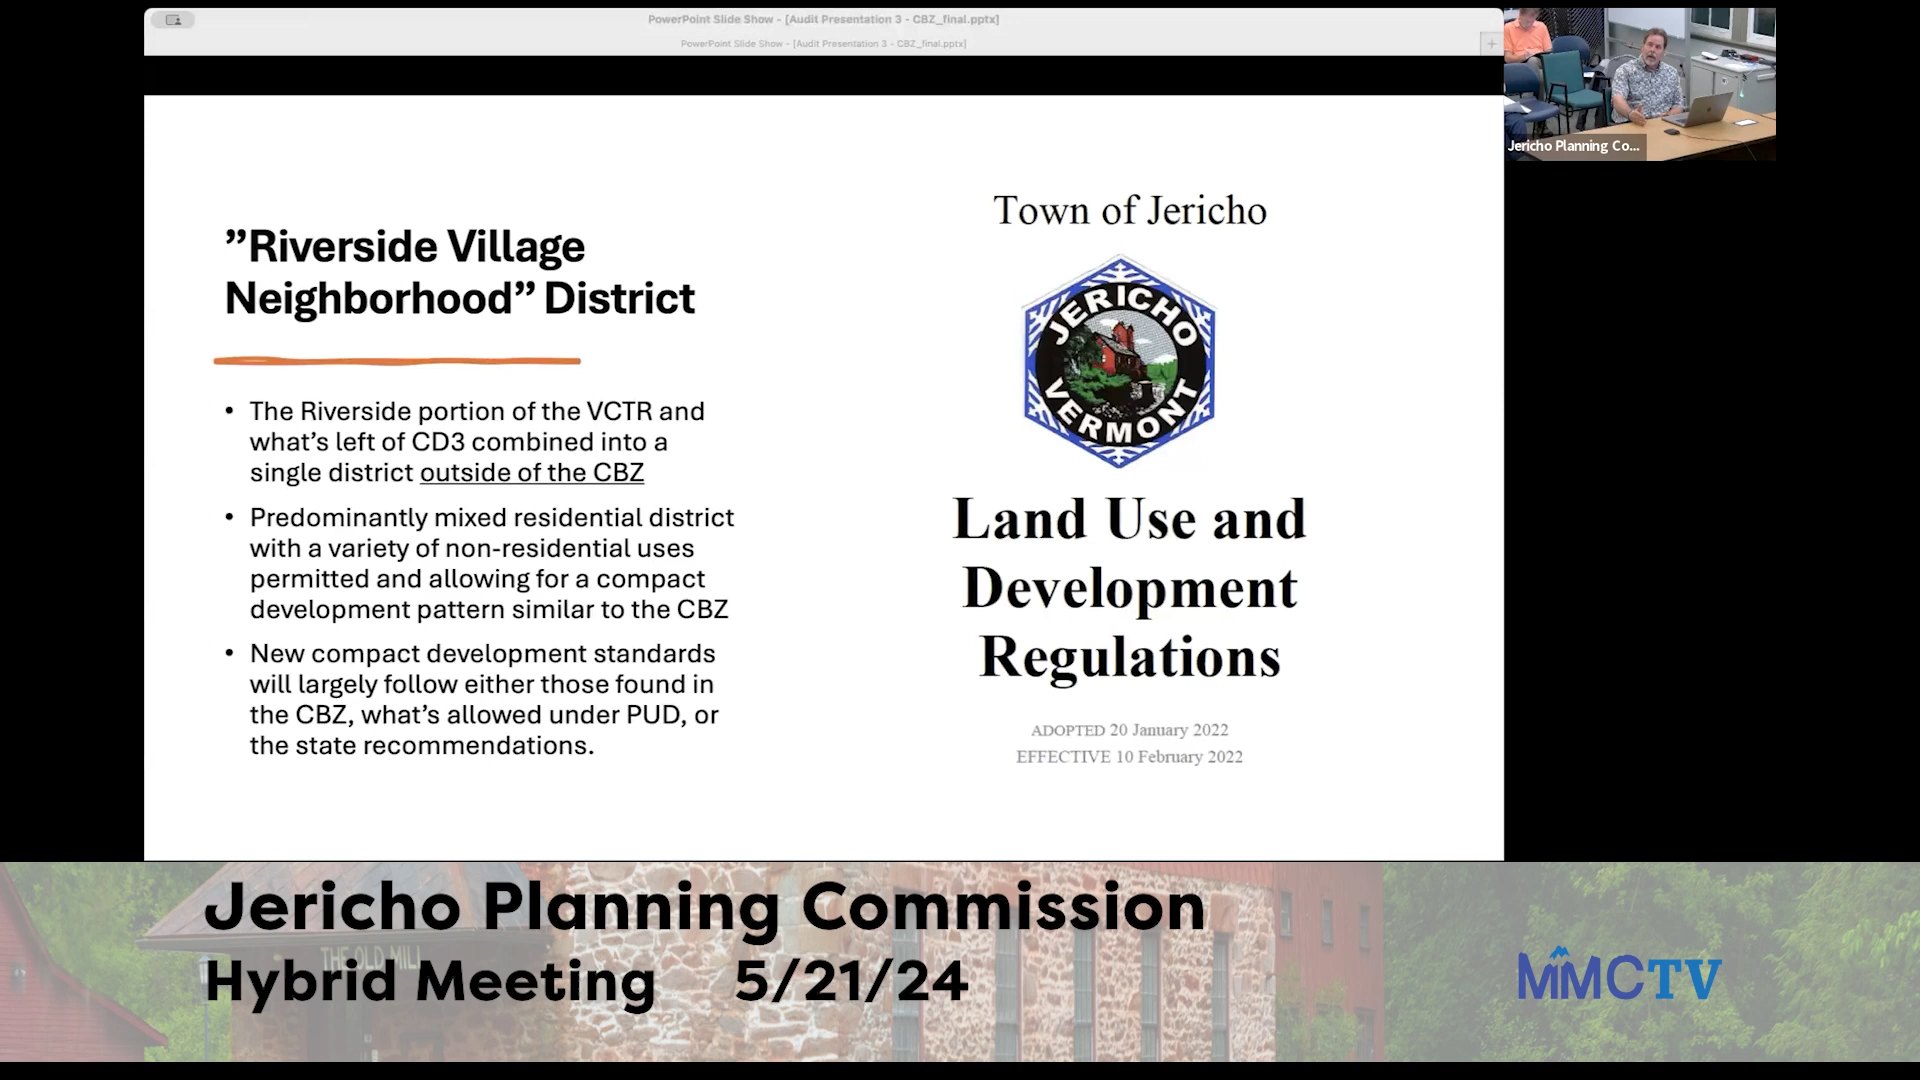 PowerPoint Slide Show - [Audit Presentation 3 - CBZ_final.pptx]
PowerPoint Slide Show - [Audit Presentation 3 - CBZ_final.pptx]
Jericho Planning Co...
”Riverside Village
Neighborhood” District
• The Riverside portion of the VCTR and
what’s left of CD3 combined into a
single district outside of the CBZ
• Predominantly mixed residential district
with a variety of non-residential uses
permitted and allowing for a compact
development pattern similar to the CBZ
• New compact development standards
will largely follow either those found in
the CBZ, what’s allowed under PUD, or
the state recommendations.
Town of Jericho
JERICHO
VERMONT
Land Use and
Development
Regulations
ADOPTED 20 January 2022
EFFECTIVE 10 February 2022
Jericho Planning Commission
THE OLD MILL
Hybrid Meeting 5/21/24
MMCTV